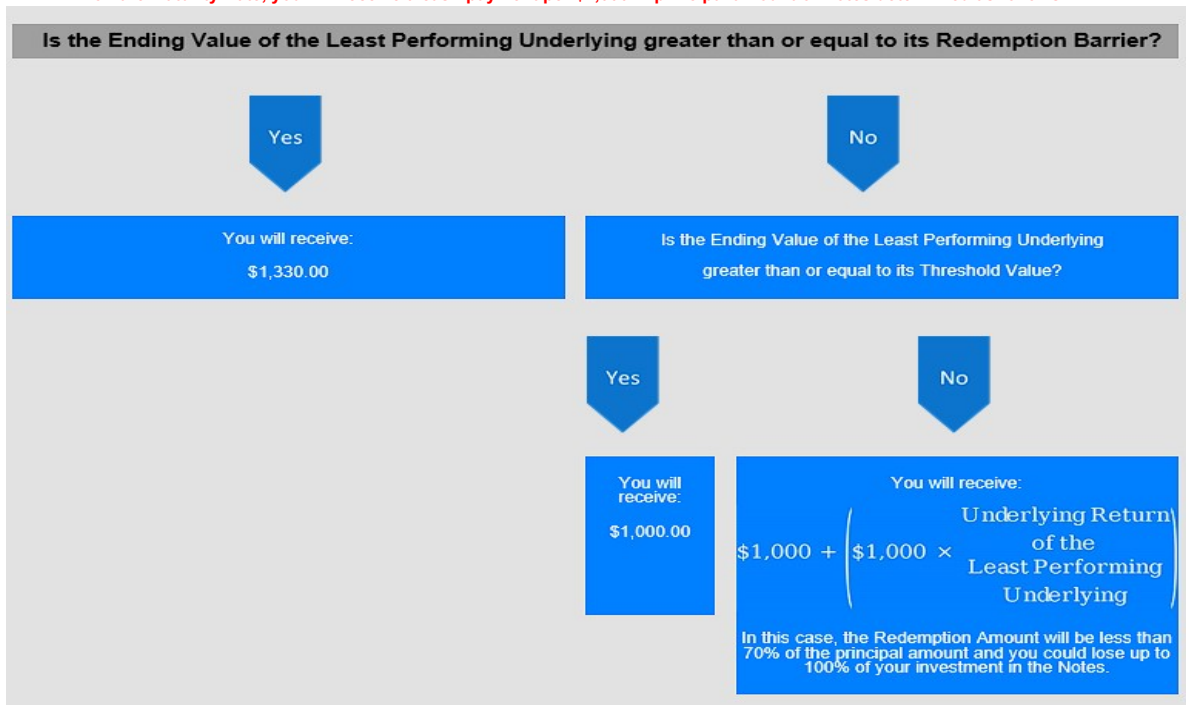 Is the Ending Value of the Least Performing Underlying greater than or equal to its Redemption Barrier?
Yes
No
You will receive:
$1,330.00
Is the Ending Value of the Least Performing Underlying
greater than or equal to its Threshold Value?
Yes
No
You will
receive:
$1,000.00
You will receive:
$1,000 + ($1,000 × Underlying Return
of the
Least Performing
Underlying)
In this case, the Redemption Amount will be less than
70% of the principal amount and you could lose up to
100% of your investment in the Notes.